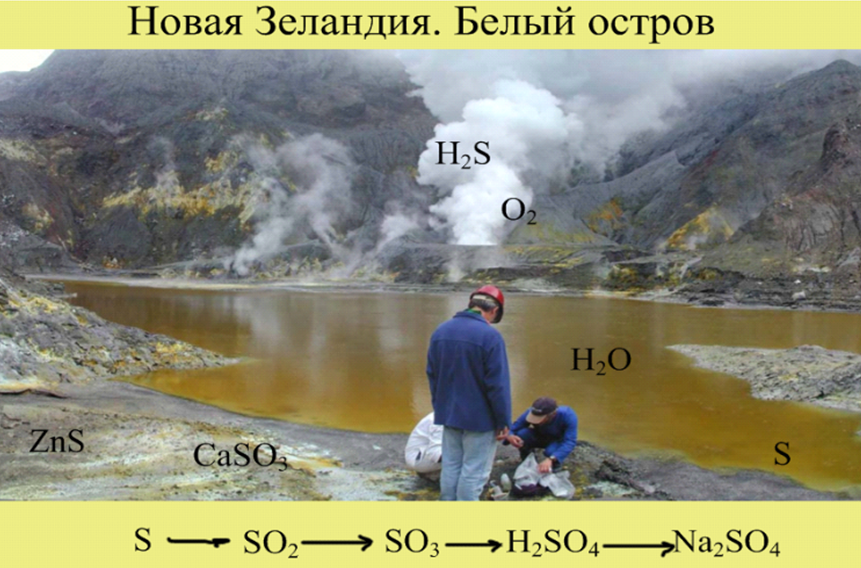 Новая Зеландия. Белый остров
H₂S
O₂
H₂O
ZnS
CaSO₃
S
S → SO₂ → SO₃ → H₂SO₄ → Na₂SO₄